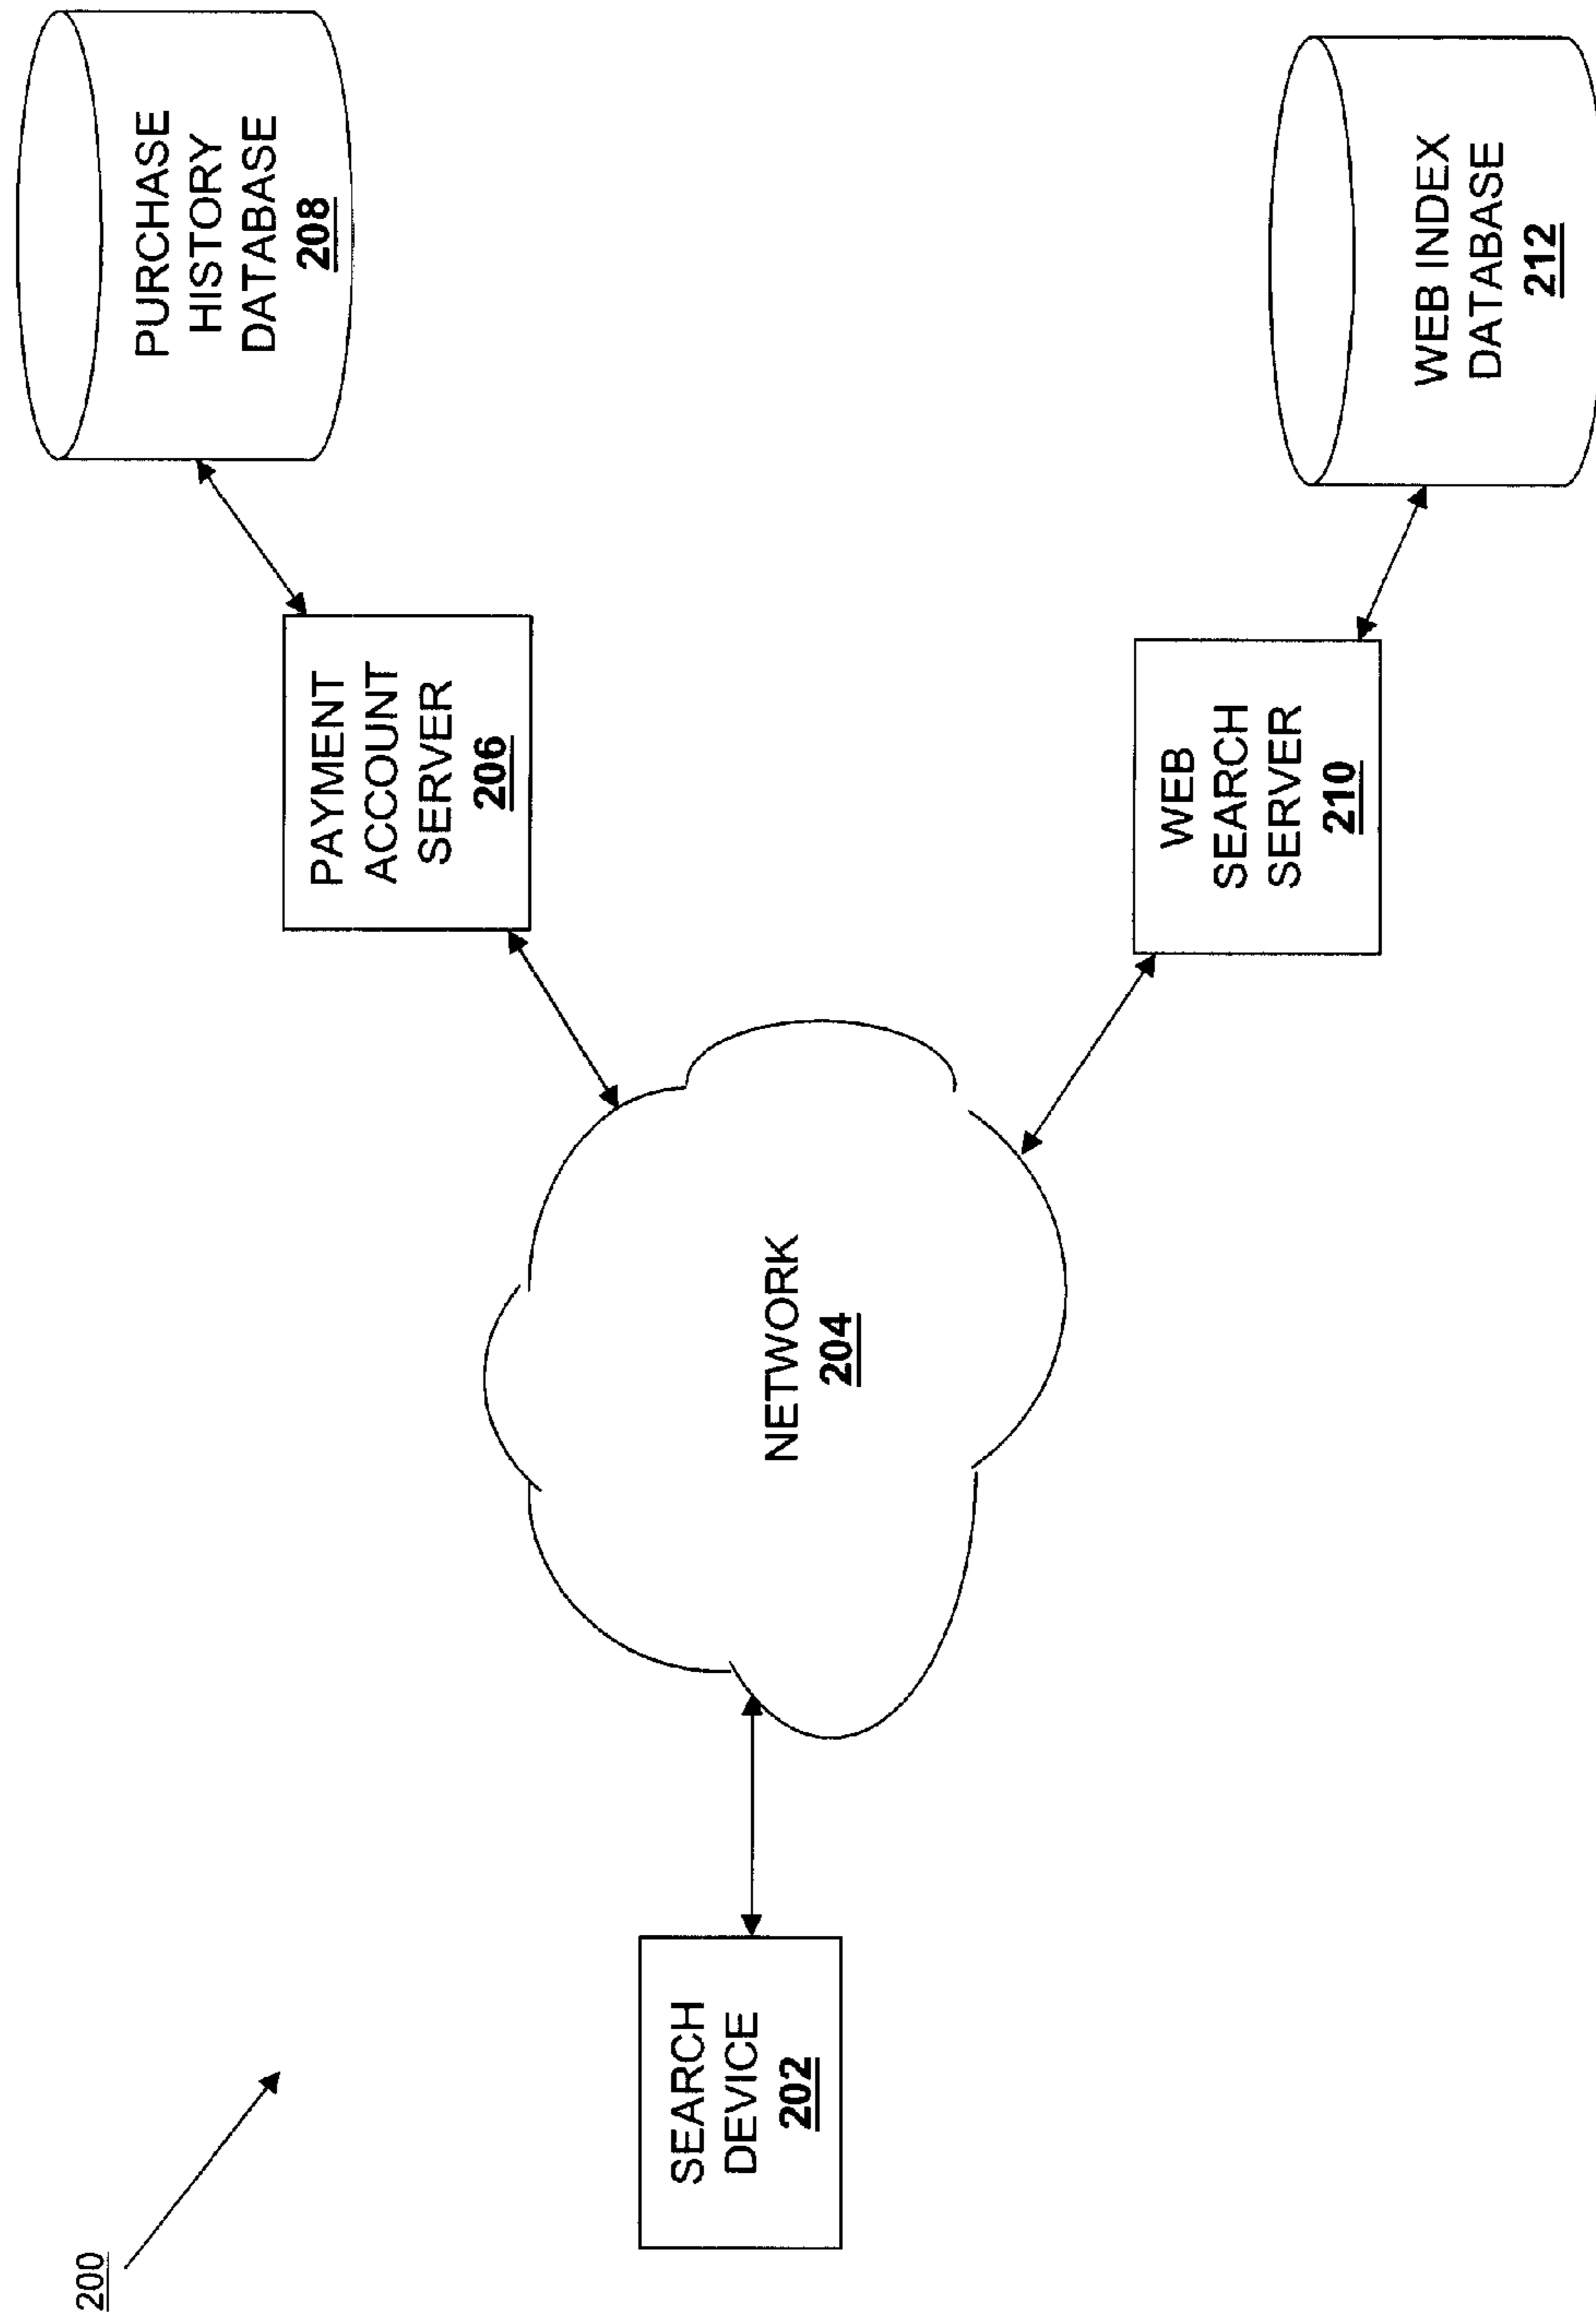 200
SEARCH
DEVICE
202
NETWORK
204
PAYMENT
ACCOUNT
SERVER
206
PURCHASE
HISTORY
DATABASE
208
WEB
SEARCH
SERVER
210
WEB INDEX
DATABASE
212